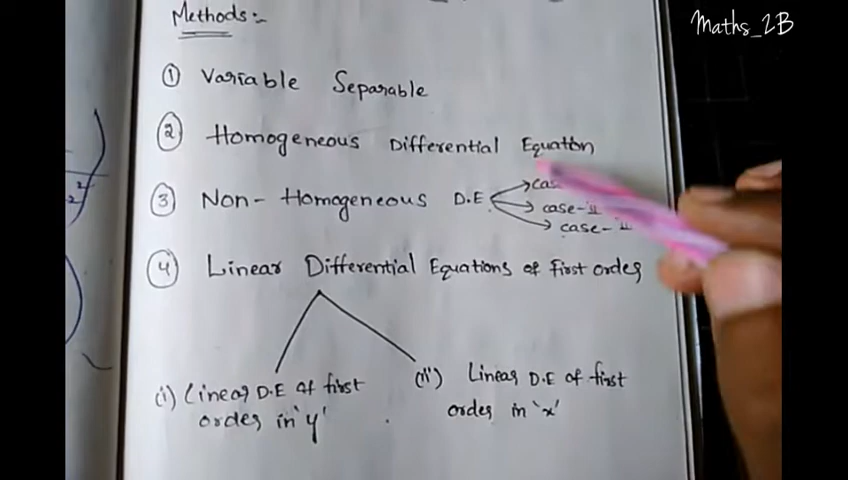 Maths_2B
Methods:-
① Variable Separable
② Homogeneous Differential Equation
③ Non-Homogeneous D.E
case-II
case-
④ Linear Differential Equations of First order
(i) Linear D.E of first order in 'y'
(ii) Linear D.E of first order in 'x'